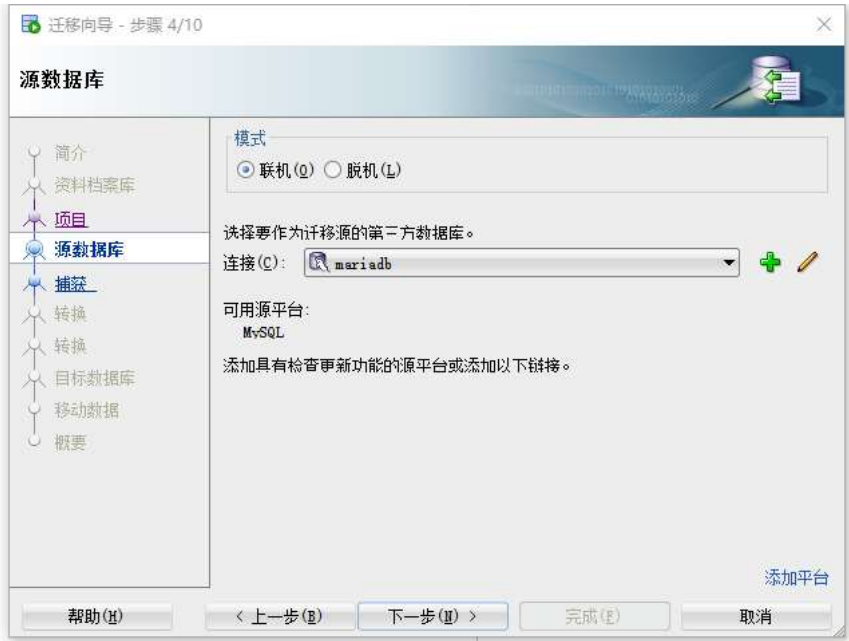 迁移向导 - 步骤 4/10
源数据库
简介
资料档案库
项目
源数据库
捕获
转换
转换
目标数据库
移动数据
概要
模式
联机(O) 脱机(L)
选择要作为迁移源的第三方数据库。
连接(C): mariadb
可用源平台:
MySQL
添加具有检查更新功能的源平台或添加以下链接。
添加平台
帮助(H) < 上一步(B) 下一步(N) > 完成(F) 取消